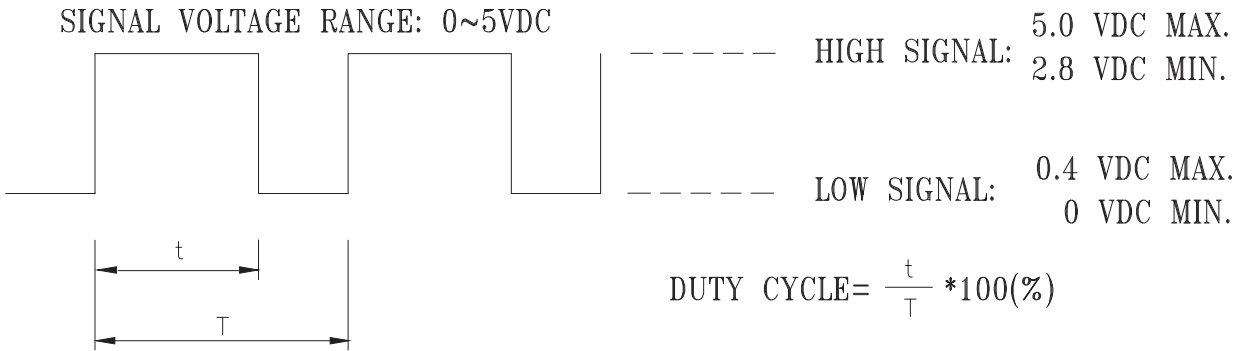 SIGNAL VOLTAGE RANGE: 0~5VDC
HIGH SIGNAL: 5.0 VDC MAX.
2.8 VDC MIN.
LOW SIGNAL: 0.4 VDC MAX.
0 VDC MIN.
t
T
DUTY CYCLE= t/T *100(%)